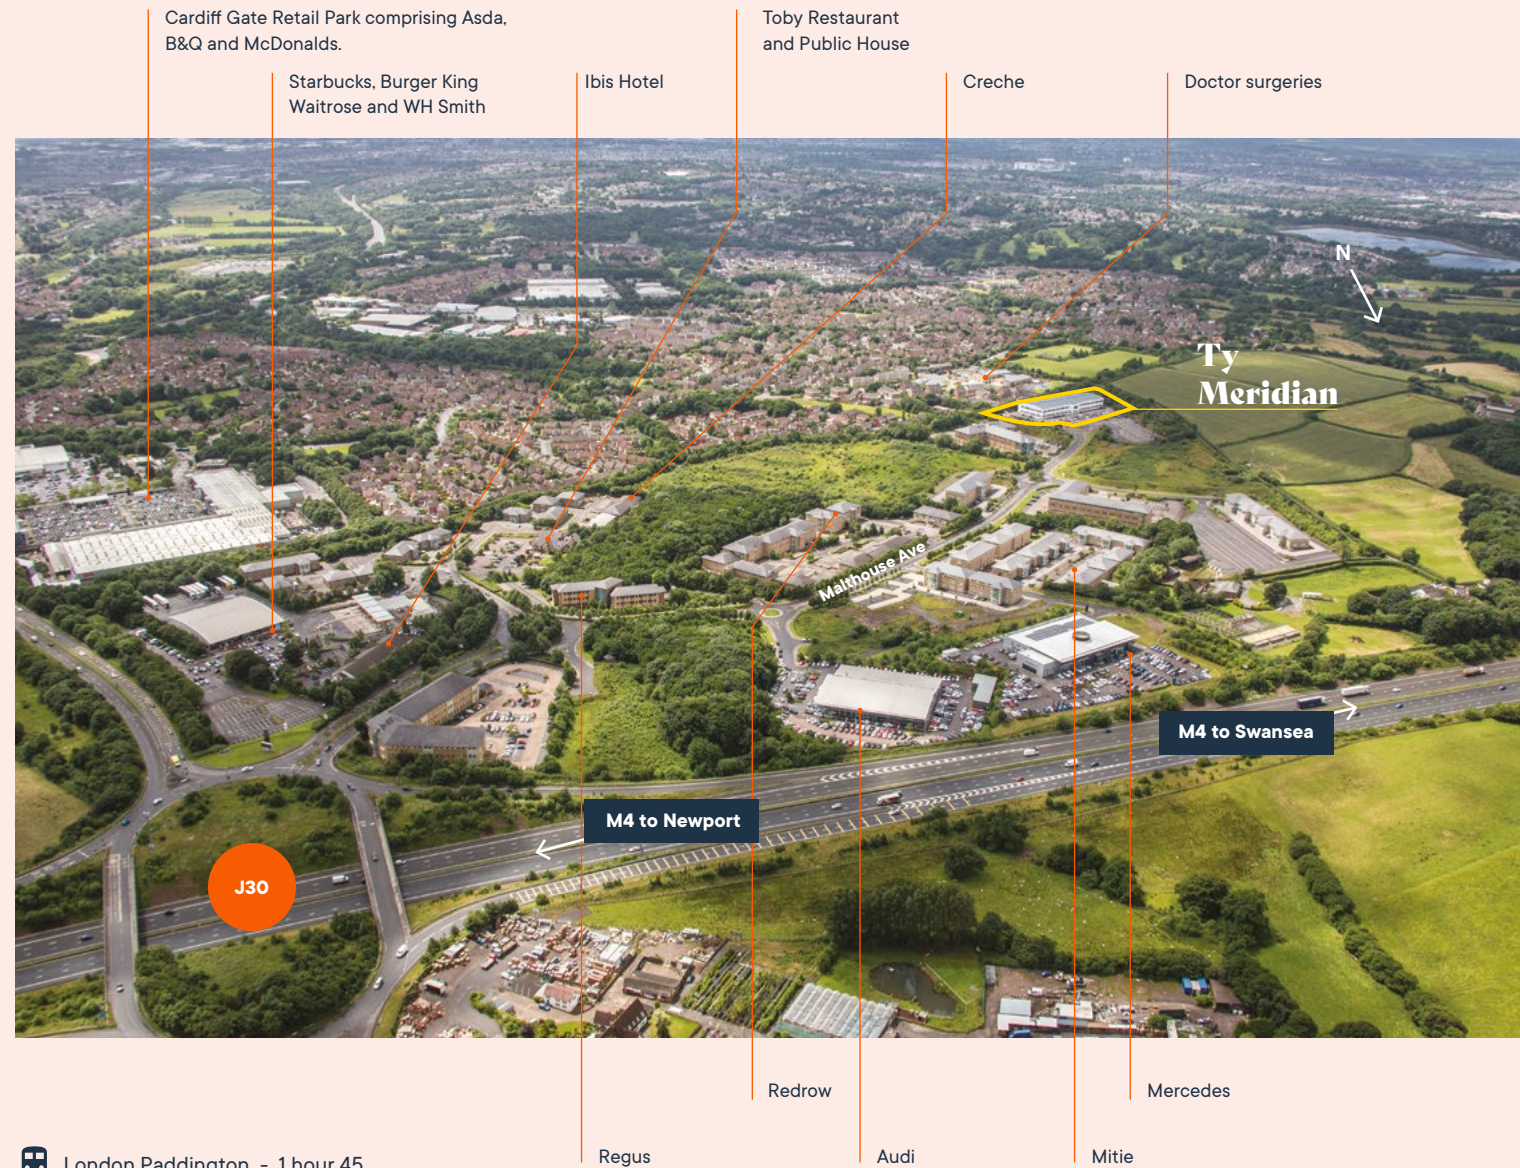 Cardiff Gate Retail Park comprising Asda,
B&Q and McDonalds.
Toby Restaurant
and Public House
Starbucks, Burger King
Waitrose and WH Smith
Ibis Hotel
Creche
Doctor surgeries
N
Ty
Meridian
Malthouse Ave
M4 to Swansea
M4 to Newport
J30
Redrow
Mercedes
London Paddington - 1 hour 45
Regus
Audi
Mitie